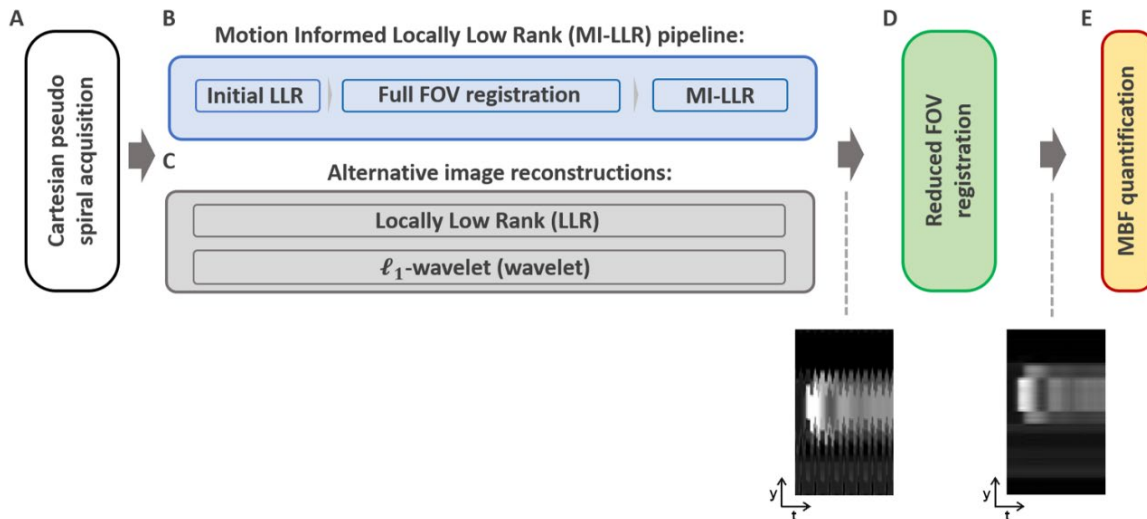 A
B
Motion Informed Locally Low Rank (MI-LLR) pipeline:
D
E
Cartesian pseudo
spiral acquisition
Initial LLR
Full FOV registration
MI-LLR
C
Alternative image reconstructions:
Locally Low Rank (LLR)
ℓ₁-wavelet (wavelet)
Reduced FOV
registration
MBF quantification
y
t
y
t